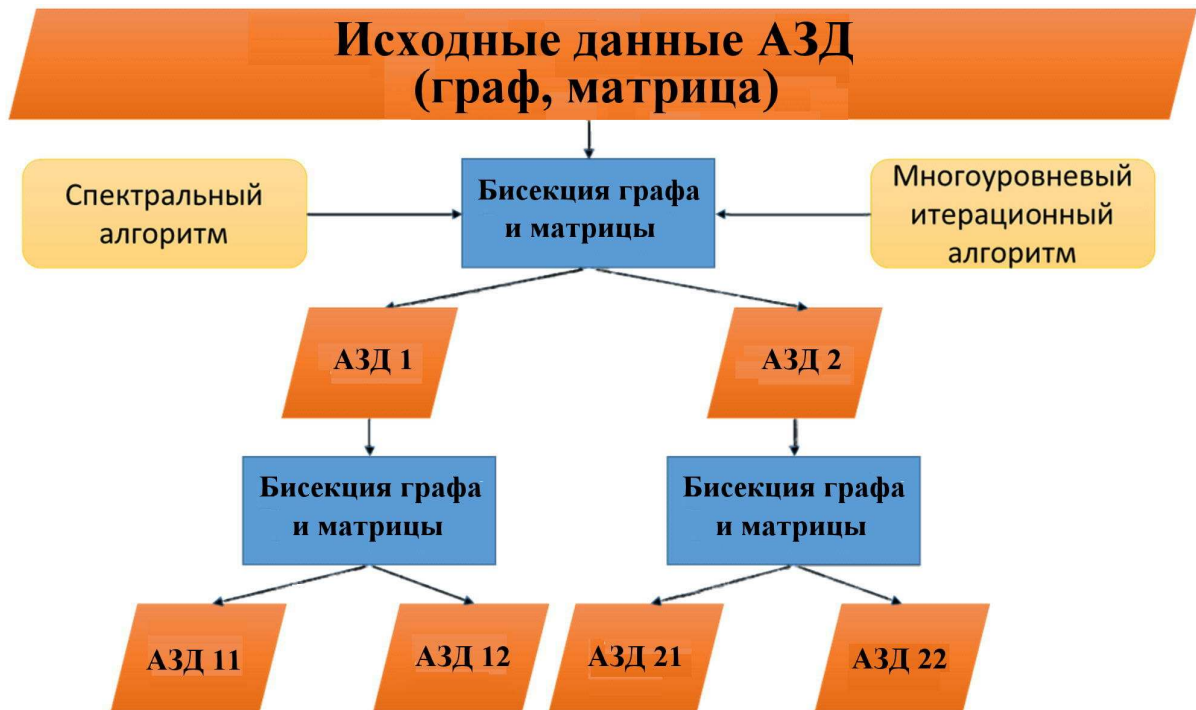 Исходные данные АЗД
(граф, матрица)
Спектральный
алгоритм
Бисекция графа
и матрицы
Многоуровневый
итерационный
алгоритм
АЗД 1
АЗД 2
Бисекция графа
и матрицы
Бисекция графа
и матрицы
АЗД 11
АЗД 12
АЗД 21
АЗД 22